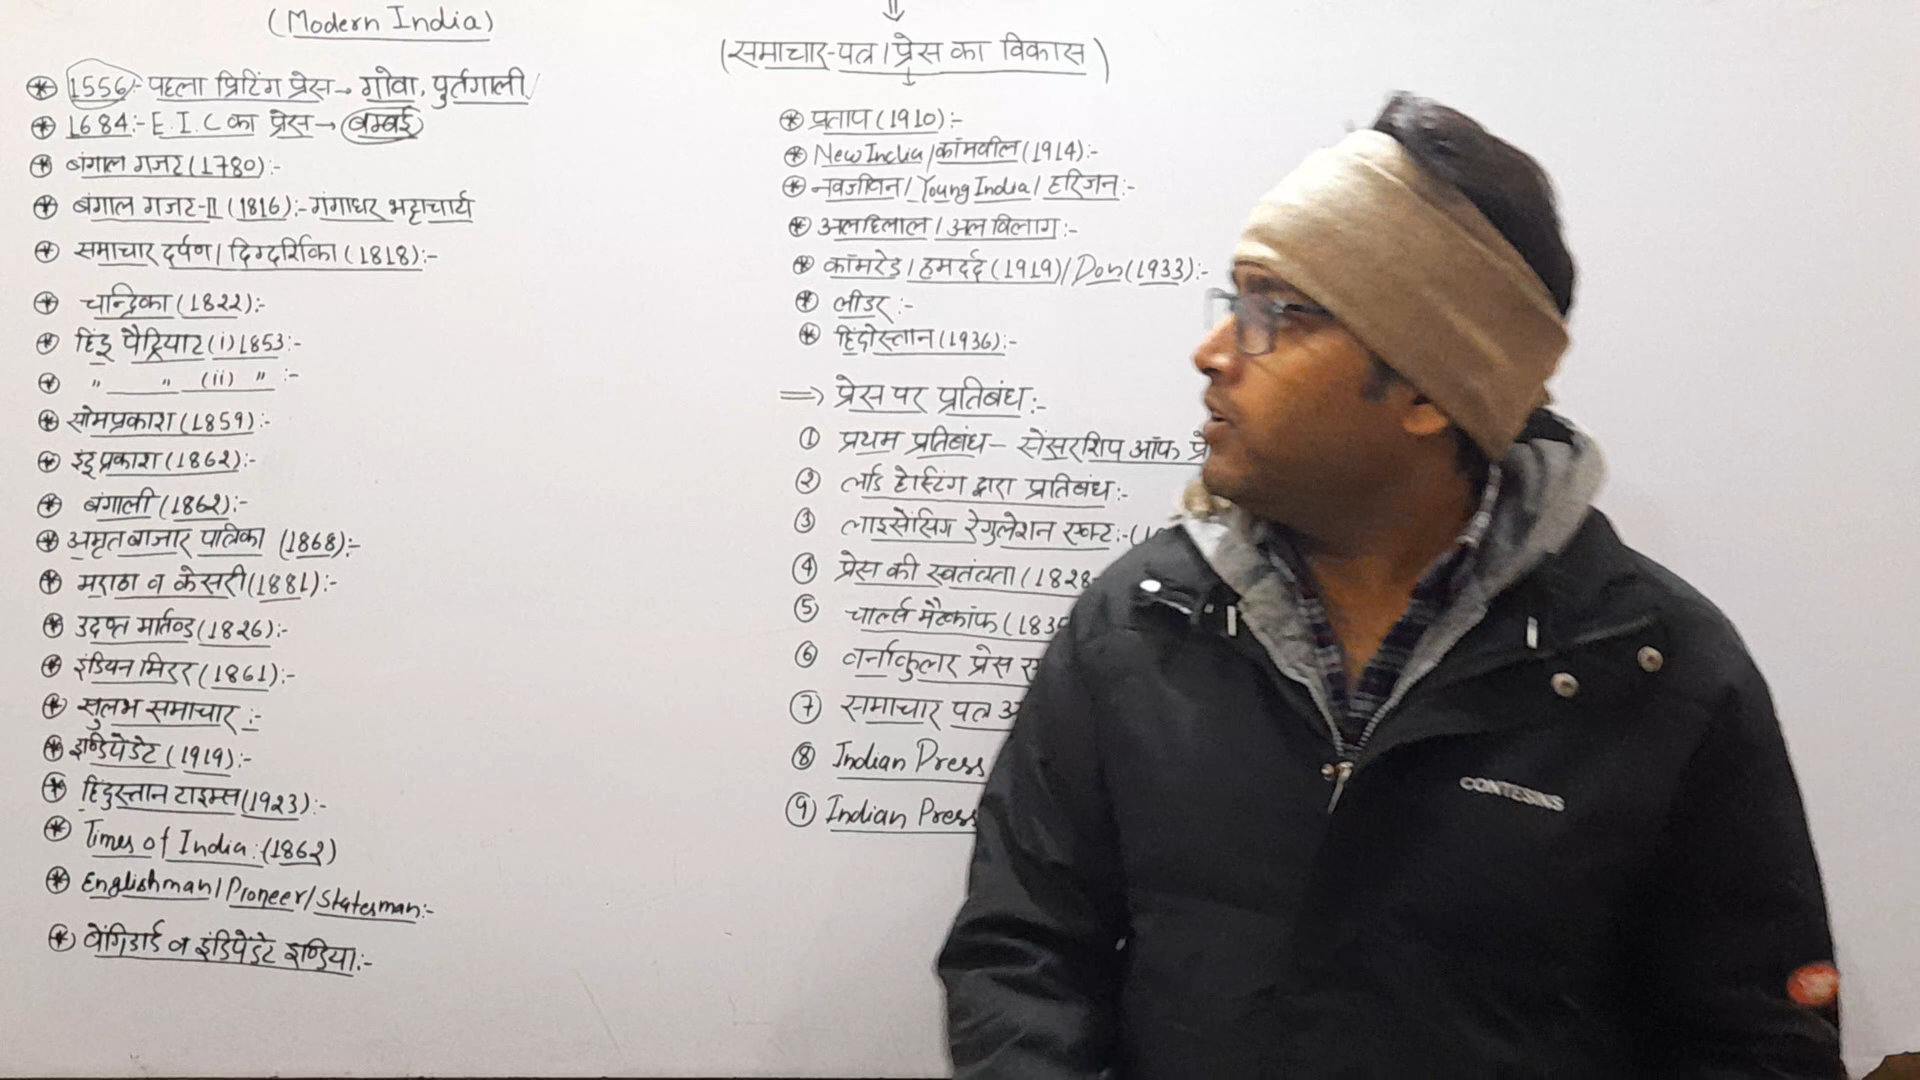 (Modern India)
1556:- पहला प्रिटिंग प्रेस → गोवा, पुर्तगाली
1684:- E.I.C का प्रेस → बम्बई
बंगाल गजट (1780):-
बंगाल गजट-II (1816):- गंगाधर भट्टाचार्य
समाचार दर्पण / दिग्दर्शिका (1818):-
चान्द्रिका (1822):-
हिंदू पैट्रियाट (i) 1853:-
" " (ii) " :-
सोमप्रकाश (1859):-
इंदू प्रकाश (1862):-
बंगाली (1862):-
अमृत बाजार पत्रिका (1868):-
मराठा व केसरी (1881):-
उदन्त मार्तण्ड (1826):-
इंडियन मिरर (1861):-
सुलभ समाचार :-
इण्डिपेडेंट (1919):-
हिंदुस्तान टाइम्स (1923):-
Times of India : (1862)
Englishman / Pioneer / Statesman:-
बेंगिडार्ड व इंडिपेंडेंट इण्डिया:-
(समाचार-पत्र / प्रेस का विकास)
प्रताप (1910):-
New India / कॉमवील (1914):-
नवजीवन / Young India / हरिजन:-
अलहिलाल / अल बिलाग:-
कॉमरेड / हमदर्द (1919) / Don (1933):-
लीडर :-
हिंदोस्तान (1936):-
⇒ प्रेस पर प्रतिबंध:-
① प्रथम प्रतिबंध – सेंसरशिप ऑफ प्रे
② लॉर्ड हेस्टिंग द्वारा प्रतिबंध:-
③ लाइसेंसिंग रेगुलेशन एक्ट:- (1
④ प्रेस की स्वतंत्रता (1828-
⑤ चार्ल्स मैटकॉफ (1835
⑥ वर्नाकुलर प्रेस ए
⑦ समाचार पत्र अ
⑧ Indian Press
⑨ Indian Press
CONTESINS